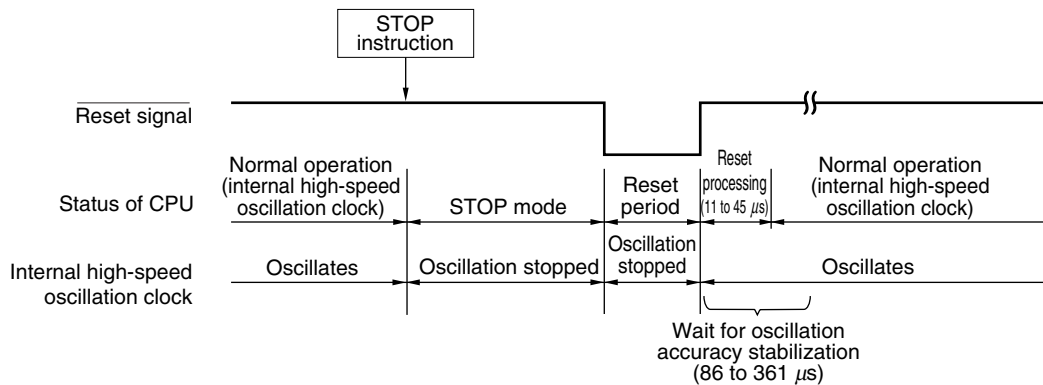 STOP
instruction
Reset signal
Status of CPU
Normal operation
(internal high-speed
oscillation clock)
STOP mode
Reset
period
Reset
processing
(11 to 45 μs)
Normal operation
(internal high-speed
oscillation clock)
Internal high-speed
oscillation clock
Oscillates
Oscillation stopped
Oscillation
stopped
Oscillates
Wait for oscillation
accuracy stabilization
(86 to 361 μs)